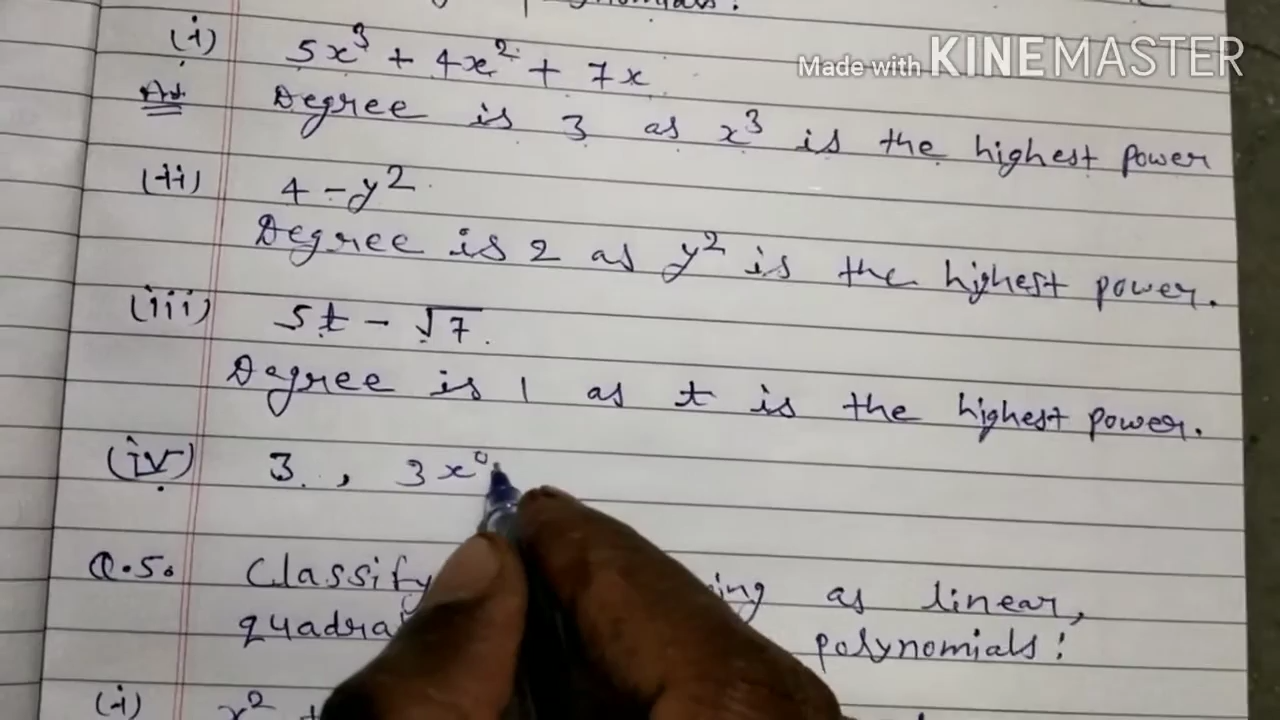 Made with KINEMASTER
(i) 5x³ + 4x² + 7x
Ans. Degree is 3 as x³ is the highest power
(ii) 4 - y²
Degree is 2 as y² is the highest power.
(iii) 5t - √7
Degree is 1 as t is the highest power.
(iv) 3 , 3x⁰
Q.5. Classify as linear,
polynomials:
(i) x² +